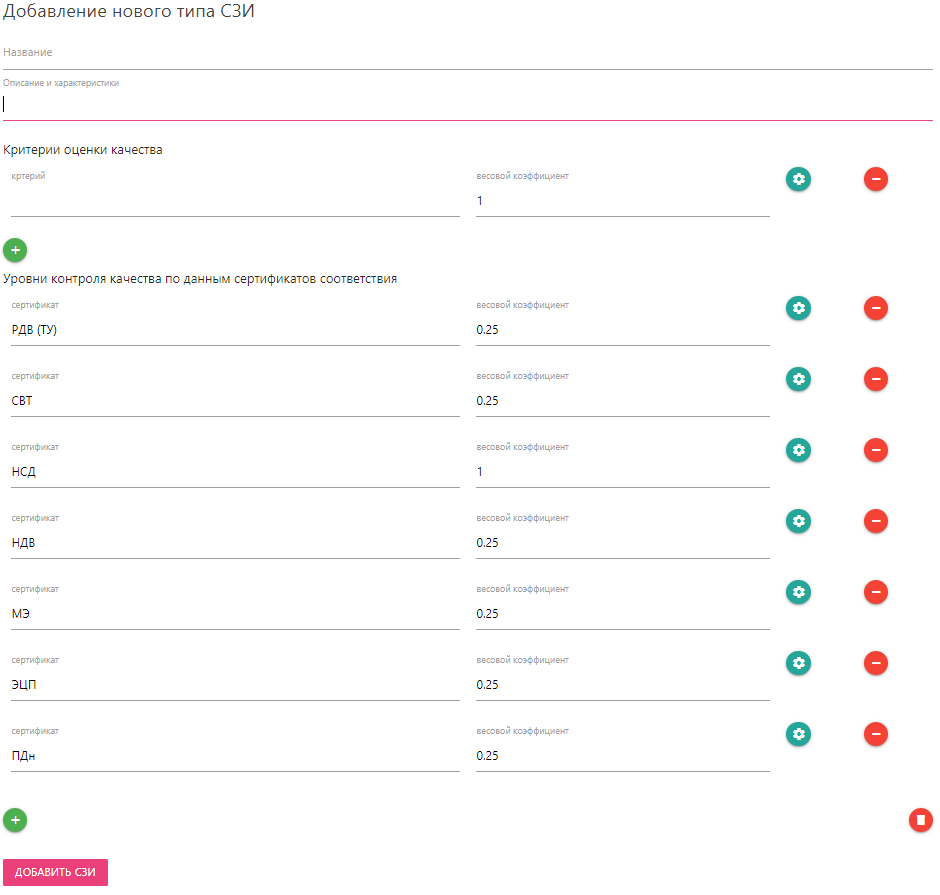 Добавление нового типа СЗИ
Название
Описание и характеристики
Критерии оценки качества
кртерий весовой коэффициент
1
Уровни контроля качества по данным сертификатов соответствия
сертификат весовой коэффициент
РДВ (ТУ) 0.25
сертификат весовой коэффициент
СВТ 0.25
сертификат весовой коэффициент
НСД 1
сертификат весовой коэффициент
НДВ 0.25
сертификат весовой коэффициент
МЭ 0.25
сертификат весовой коэффициент
ЭЦП 0.25
сертификат весовой коэффициент
ПДн 0.25
ДОБАВИТЬ СЗИ